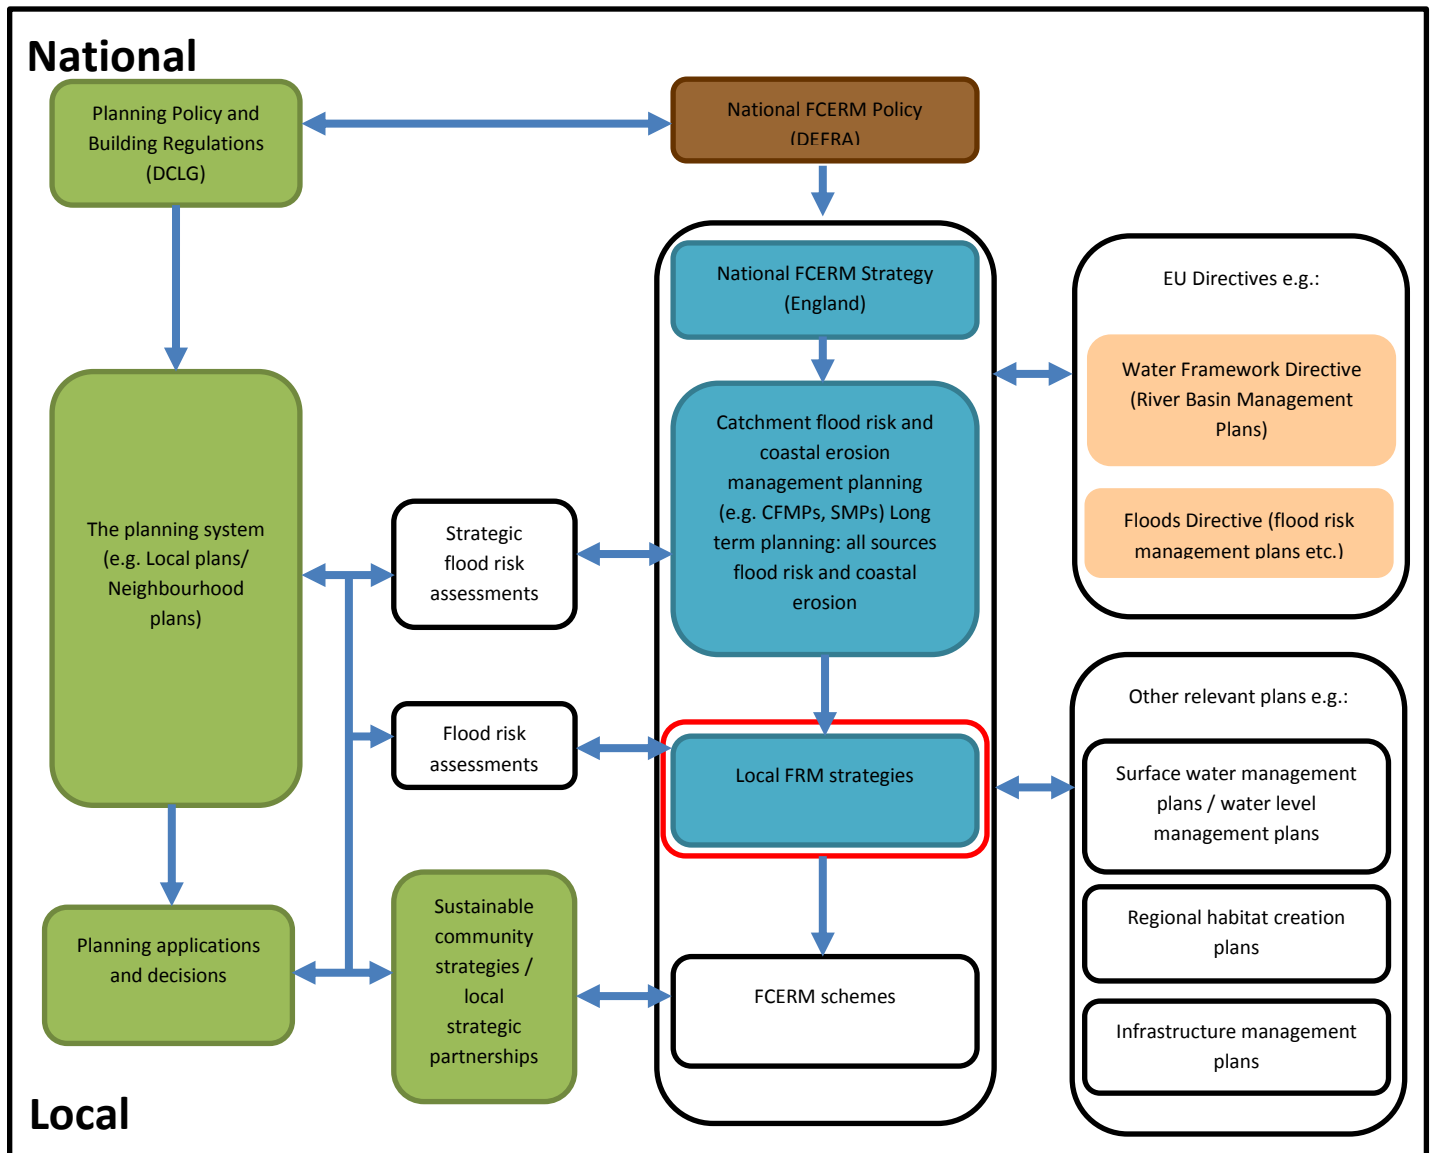 National
Planning Policy and
Building Regulations
(DCLG)
National FCERM Policy
(DEFRA)
National FCERM Strategy
(England)
EU Directives e.g.:
Water Framework Directive
(River Basin Management
Plans)
Floods Directive (flood risk
management plans etc.)
Catchment flood risk and
coastal erosion
management planning
(e.g. CFMPs, SMPs) Long
term planning: all sources
flood risk and coastal
erosion
The planning system
(e.g. Local plans/
Neighbourhood
plans)
Strategic
flood risk
assessments
Flood risk
assessments
Local FRM strategies
Other relevant plans e.g.:
Surface water management
plans / water level
management plans
Regional habitat creation
plans
Infrastructure management
plans
Planning applications
and decisions
Sustainable
community
strategies /
local
strategic
partnerships
FCERM schemes
Local